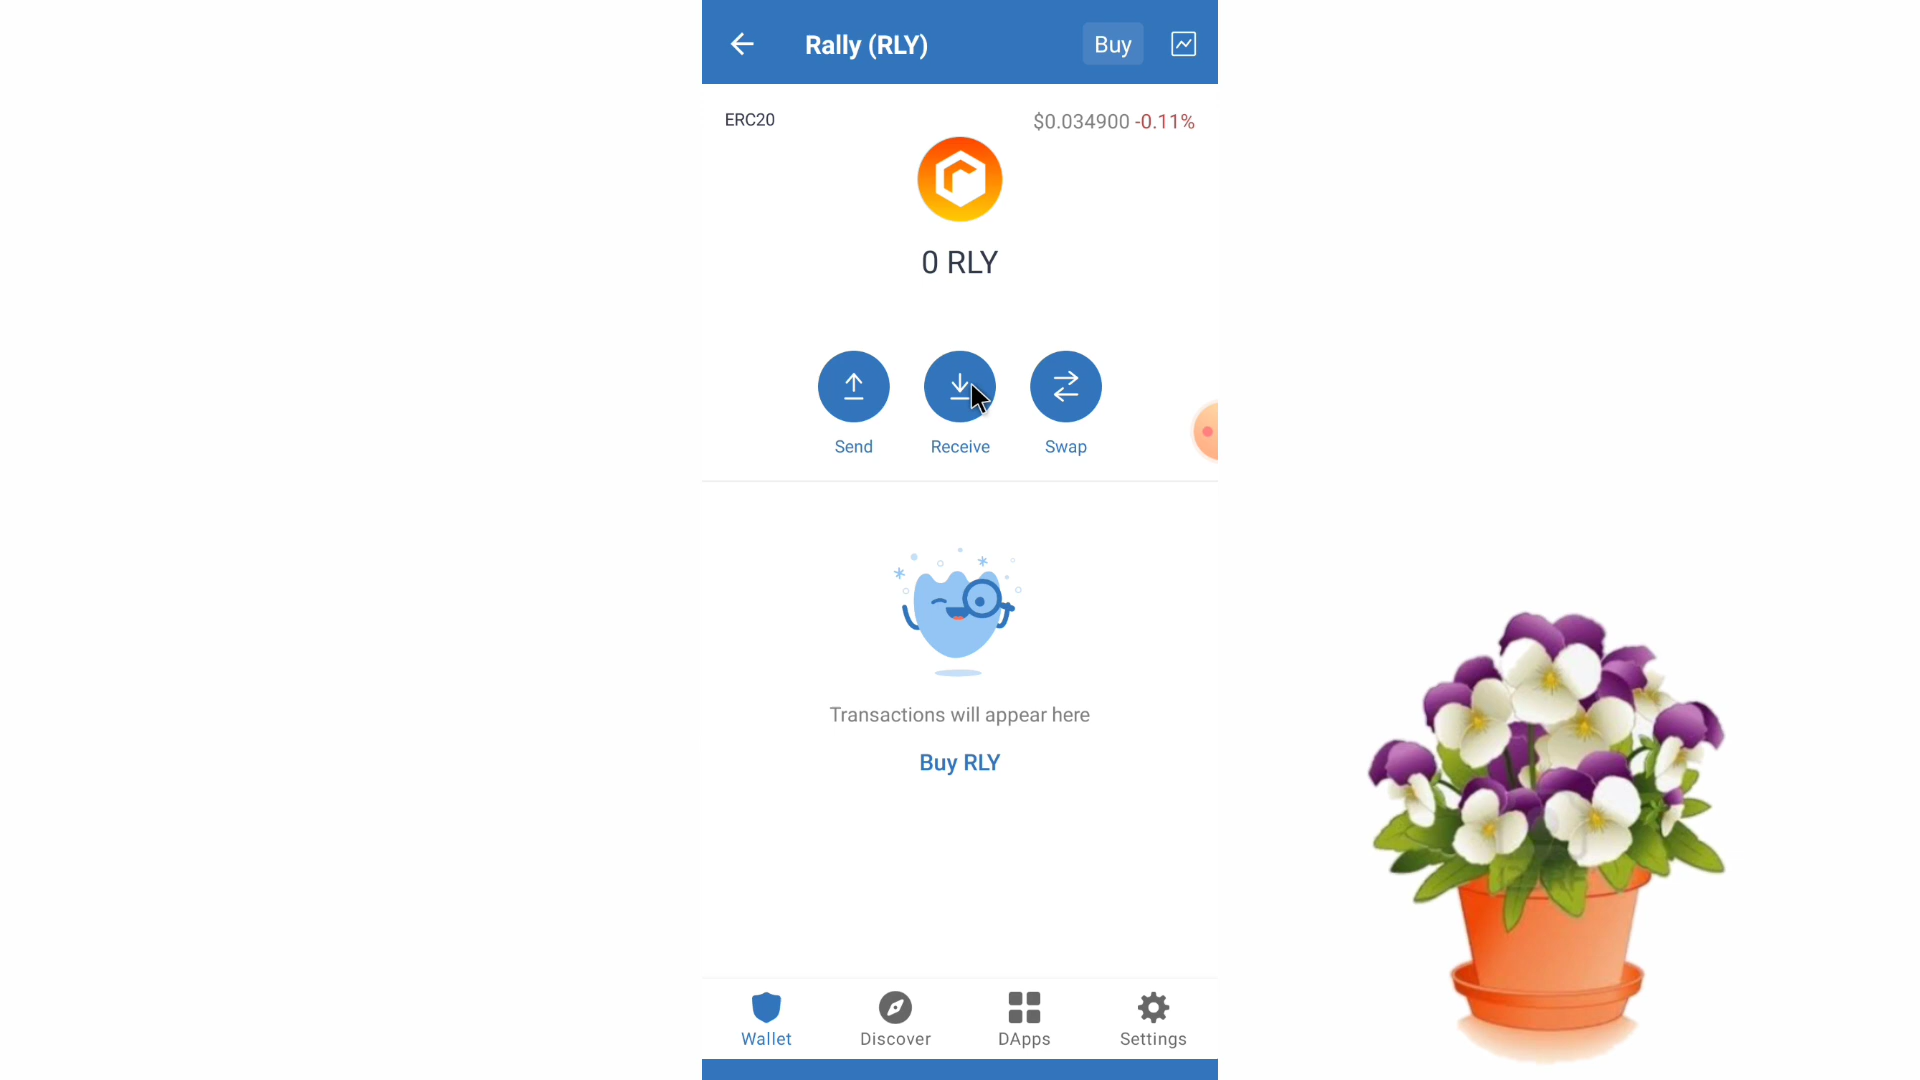 Rally (RLY)
Buy
ERC20
$0.034900 -0.11%
0 RLY
Send
Receive
Swap
Transactions will appear here
Buy RLY
Wallet
Discover
DApps
Settings